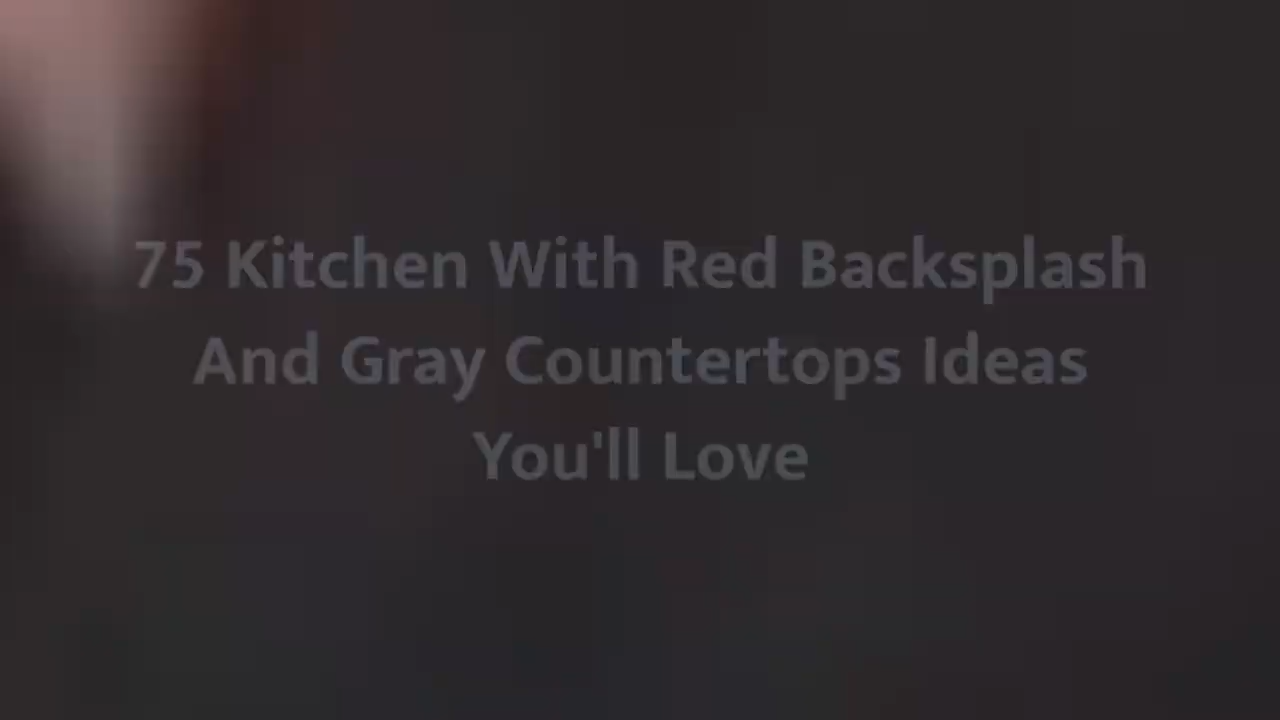 75 Kitchen With Red Backsplash
And Gray Countertops Ideas
You'll Love